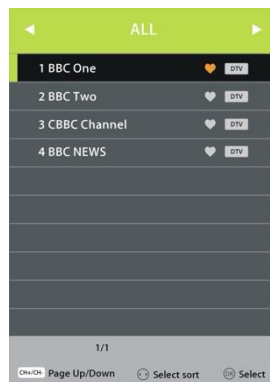 ALL
1 BBC One DTV
2 BBC Two DTV
3 CBBC Channel DTV
4 BBC NEWS DTV
1/1
CH+/CH- Page Up/Down Select sort OK Select